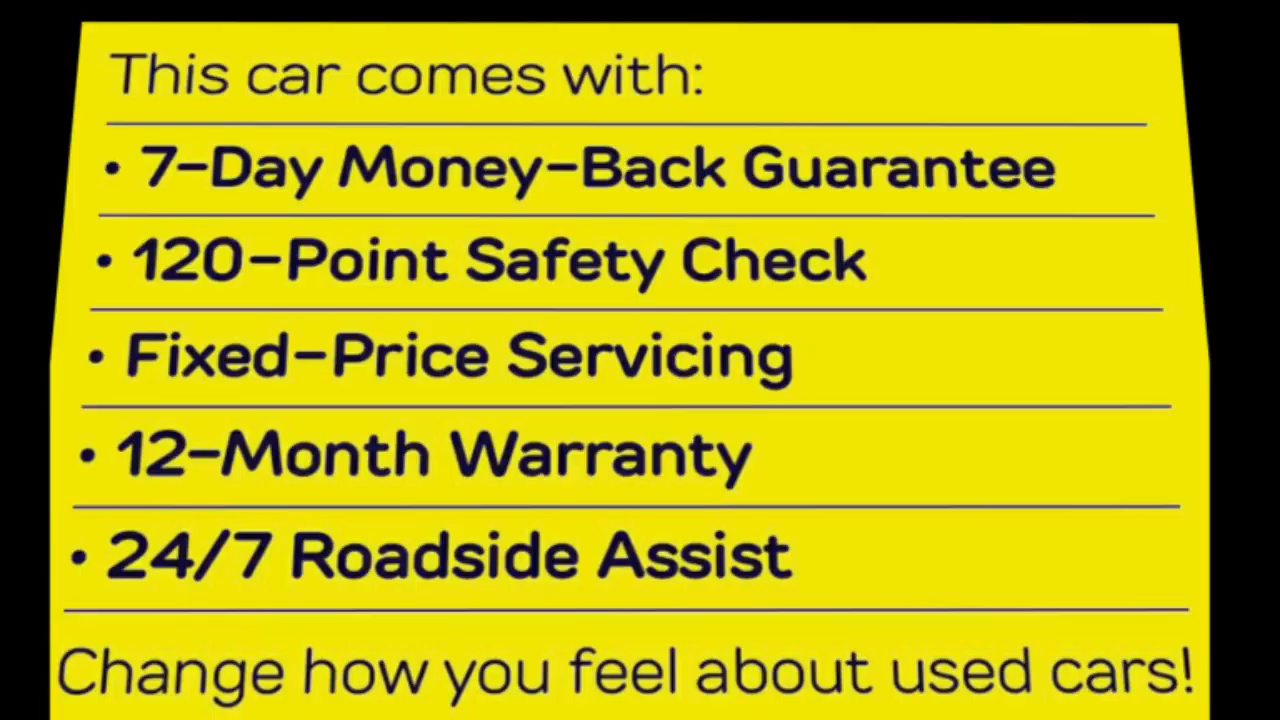 This car comes with:
• 7-Day Money-Back Guarantee
• 120-Point Safety Check
• Fixed-Price Servicing
• 12-Month Warranty
• 24/7 Roadside Assist
Change how you feel about used cars!